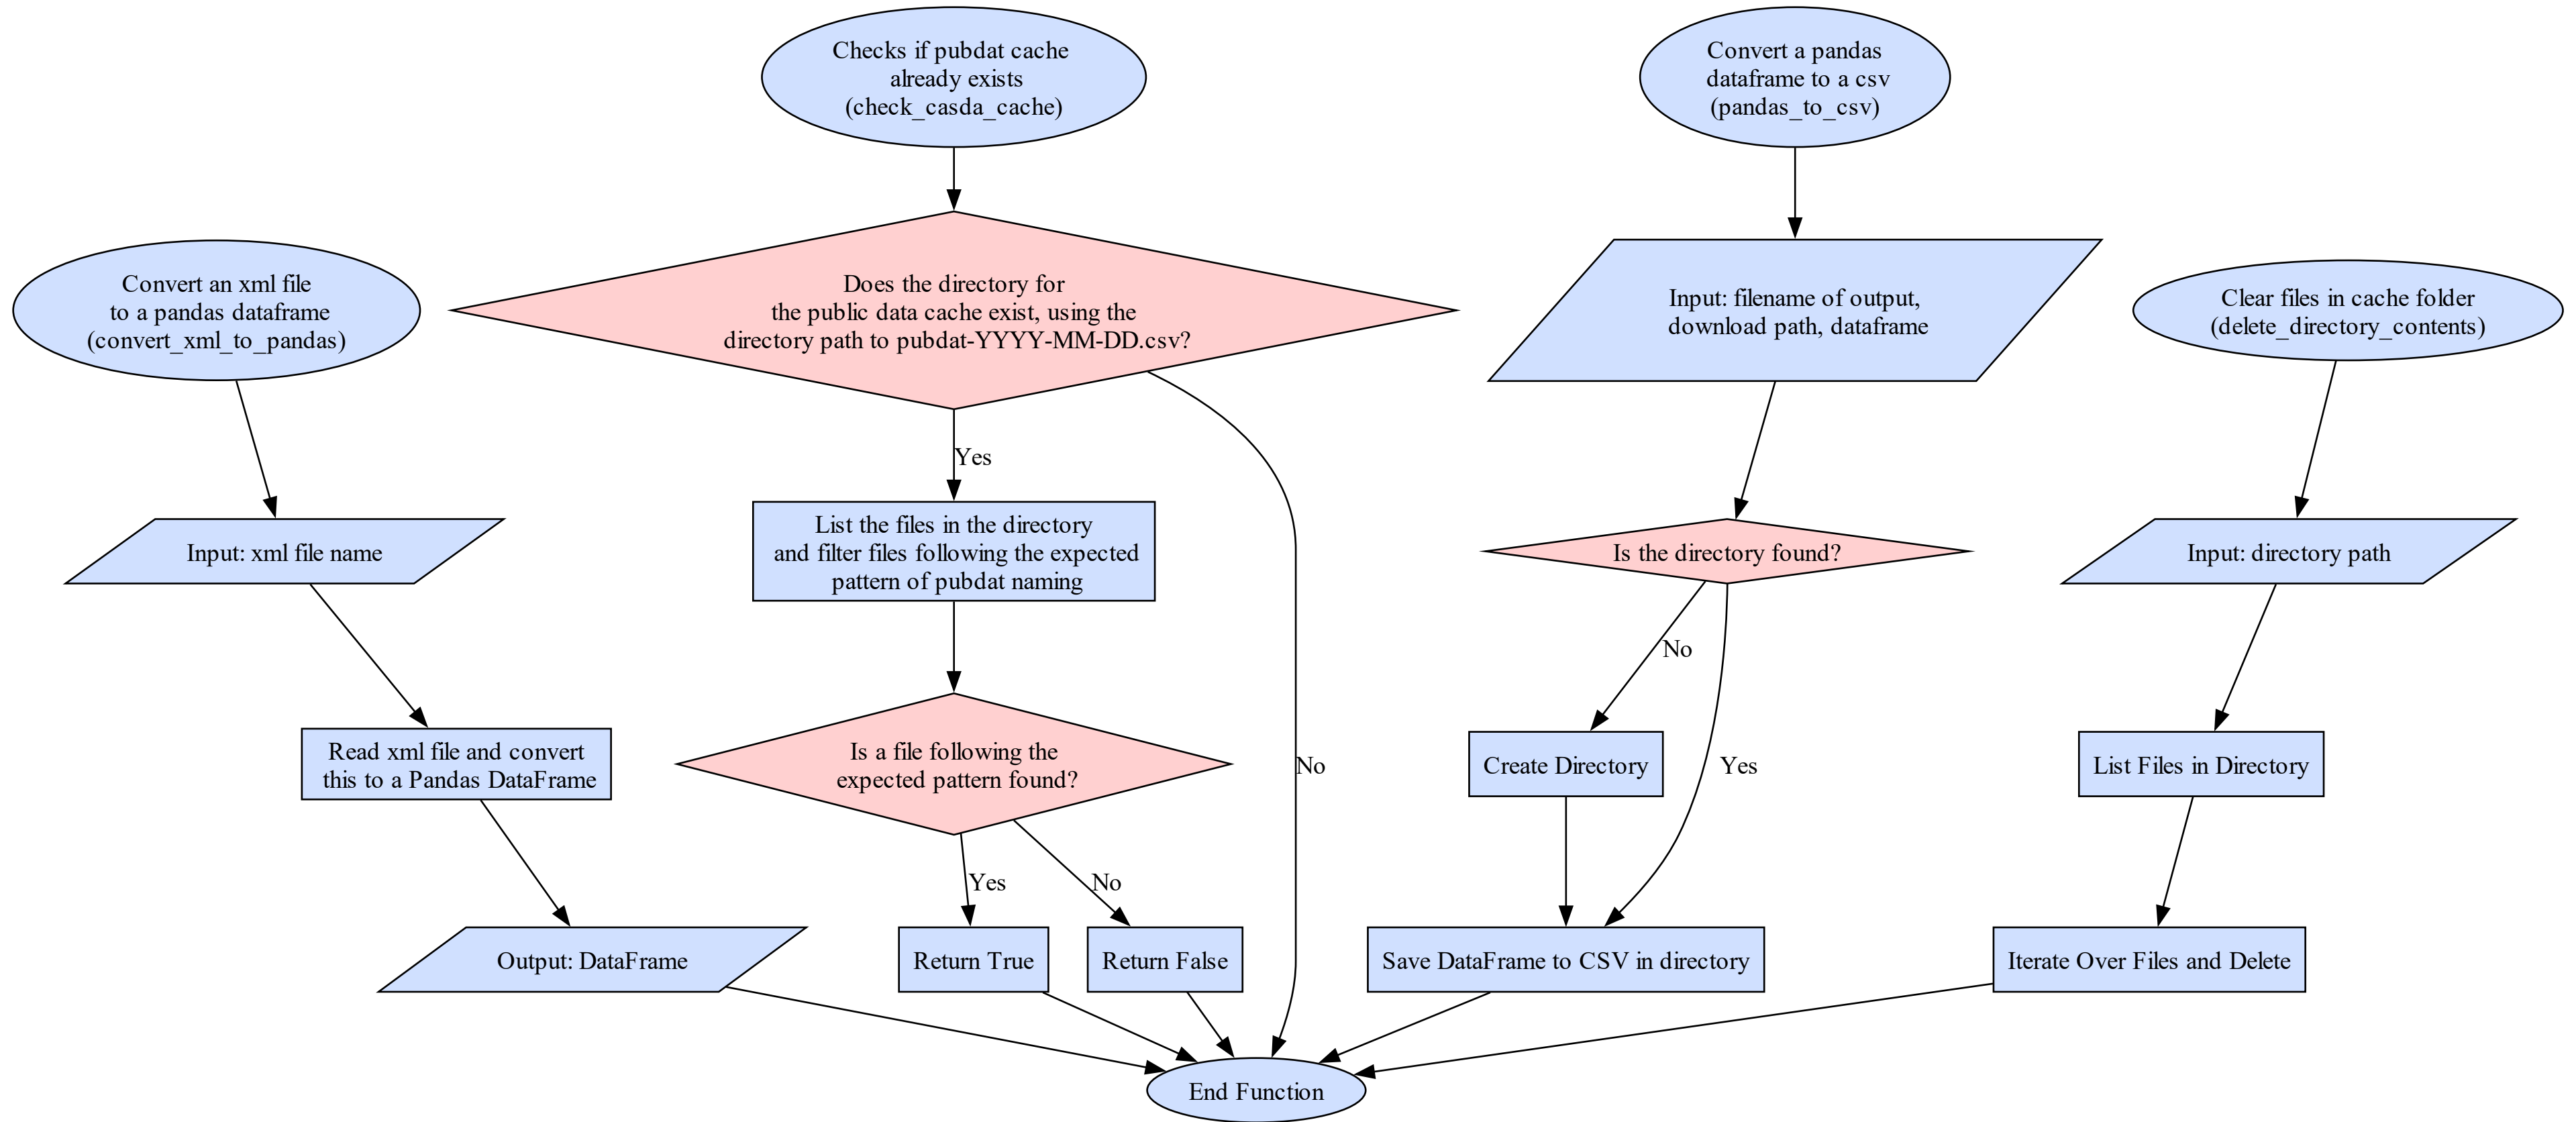 Checks if pubdat cache
already exists
(check_casda_cache)
Convert a pandas
dataframe to a csv
(pandas_to_csv)
Convert an xml file
to a pandas dataframe
(convert_xml_to_pandas)
Does the directory for
the public data cache exist, using the
directory path to pubdat-YYYY-MM-DD.csv?
Input: filename of output,
download path, dataframe
Clear files in cache folder
(delete_directory_contents)
Yes
Input: xml file name
List the files in the directory
and filter files following the expected
pattern of pubdat naming
Is the directory found?
Input: directory path
No
Read xml file and convert
this to a Pandas DataFrame
Is a file following the
expected pattern found?
No
Create Directory
Yes
List Files in Directory
Yes
No
Output: DataFrame
Return True
Return False
Save DataFrame to CSV in directory
Iterate Over Files and Delete
End Function